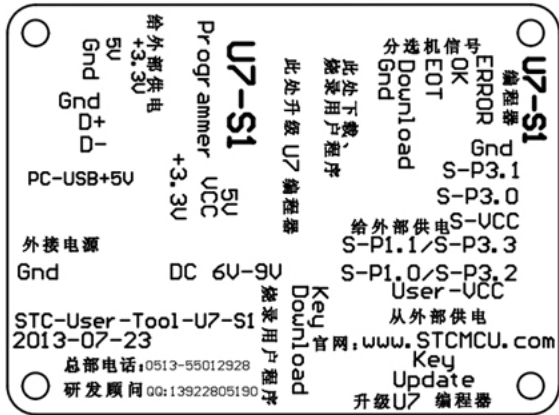 给外部供电
+3.3V
5V
Gnd
Gnd
D+
D-
PC-USB+5V
U7-S1
Programmer
5V
VCC
+3.3V
此处升级 U7 编程器
此处下载、
烧录用户程序
分选机信号
ERROR
OK
EOT
Download
Gnd
U7-S1
编程器
Gnd
S-P3.1
S-P3.0
S-VCC
给外部供电
S-P1.1/S-P3.3
S-P1.0/S-P3.2
User-VCC
从外部供电
外接电源
Gnd
DC 6V-9V
STC-User-Tool-U7-S1
2013-07-23
总部电话:0513-55012928
研发顾问QQ:13922805190
Key
Download
烧录用户程序
官网:www.STCMCU.com
Key
Update
升级U7 编程器